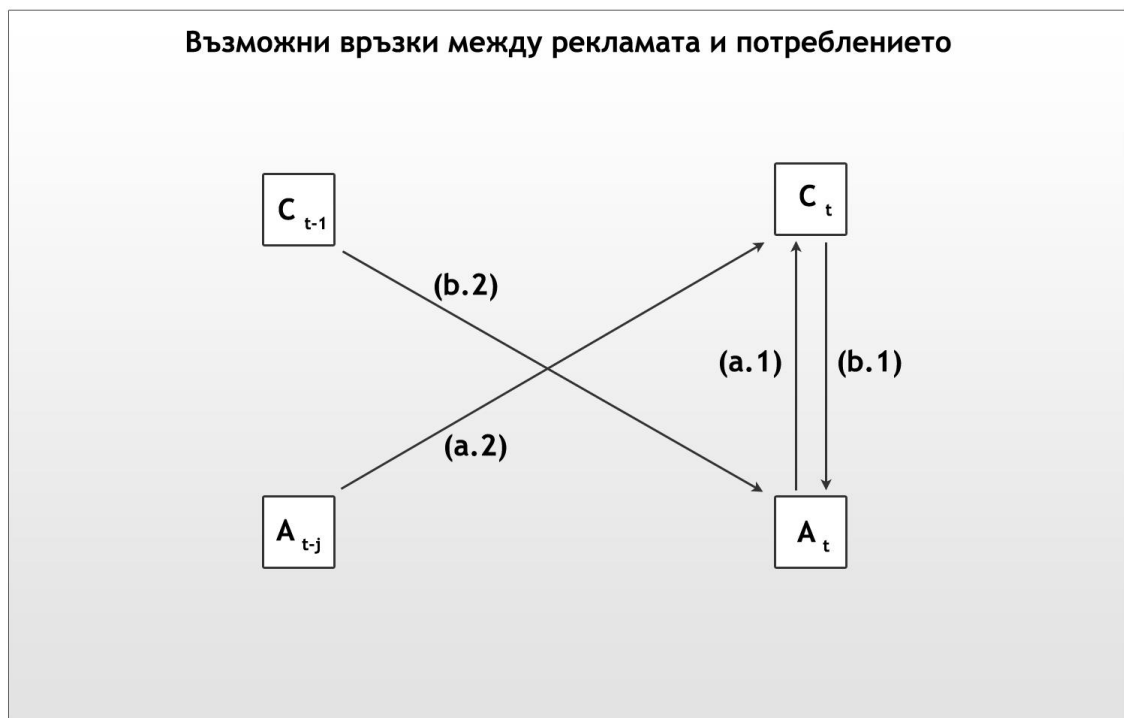 Възможни връзки между рекламата и потреблението
C t-1
C t
(b.2)
(a.1)
(b.1)
(a.2)
A t-j
A t